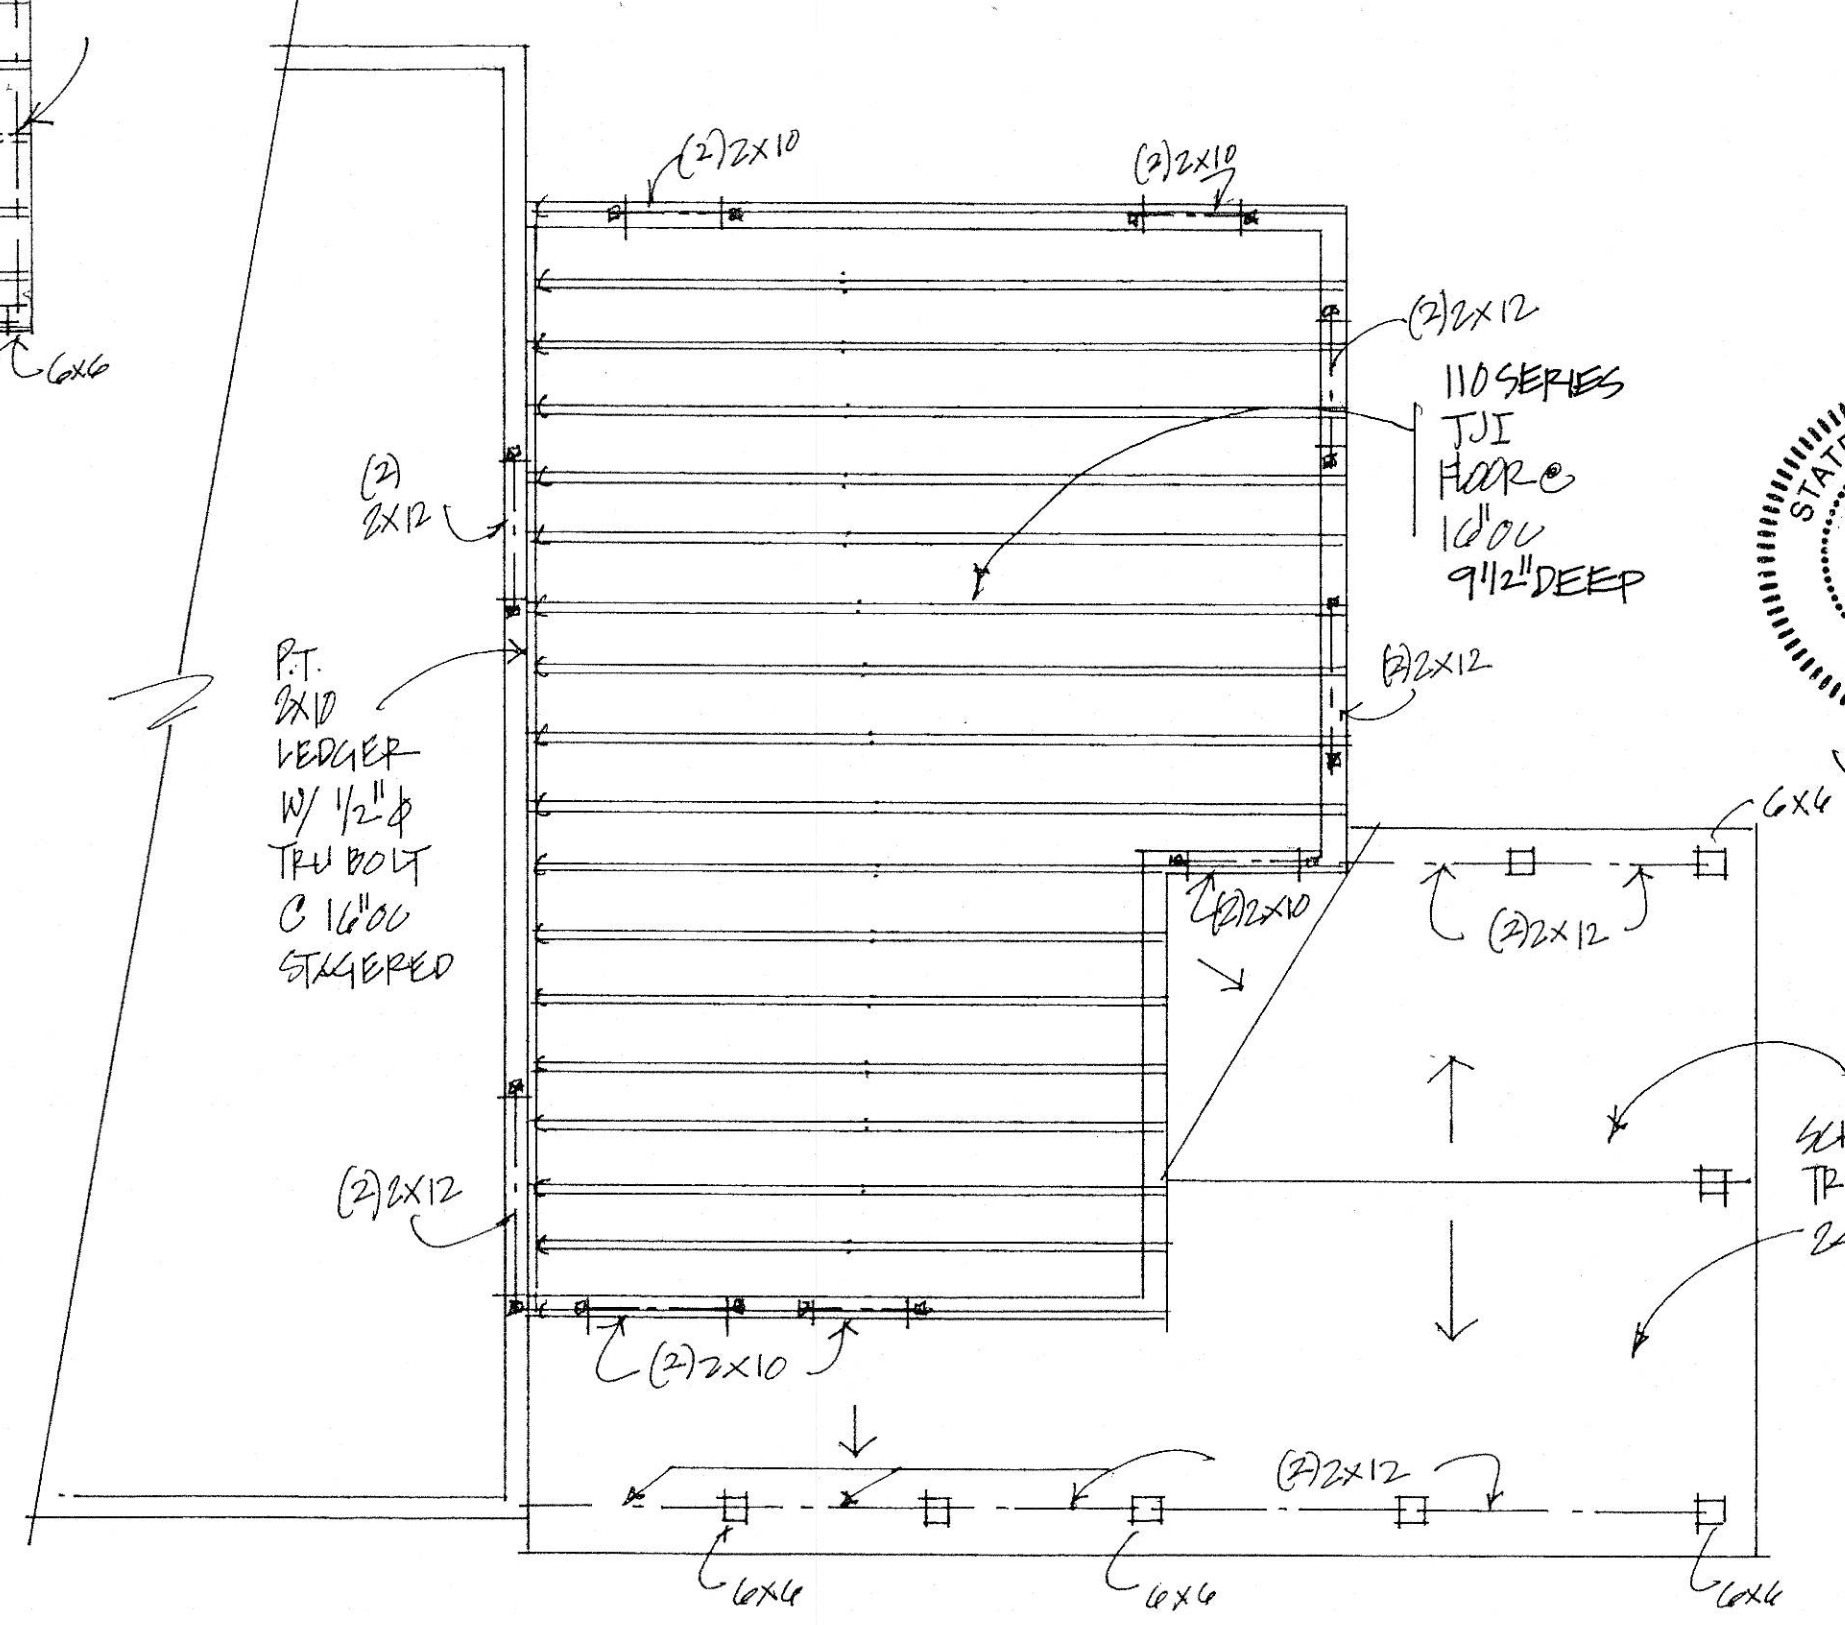 (2)2X10
(2)2X10
(2)2X12
110 SERIES
TJI
FLOOR @
16"OC
9 1/2" DEEP
STATE
6x6
(2)
2X12
P.T.
2X10
LEDGER
W/ 1/2"ϕ
TRU BOLT
@ 16"OC
STAGERED
(2)2X12
6X6
(2)2X10
(2)2X12
(2)2X12
TR
(2)2X10
(2)2X12
6X6
6X6
6X6